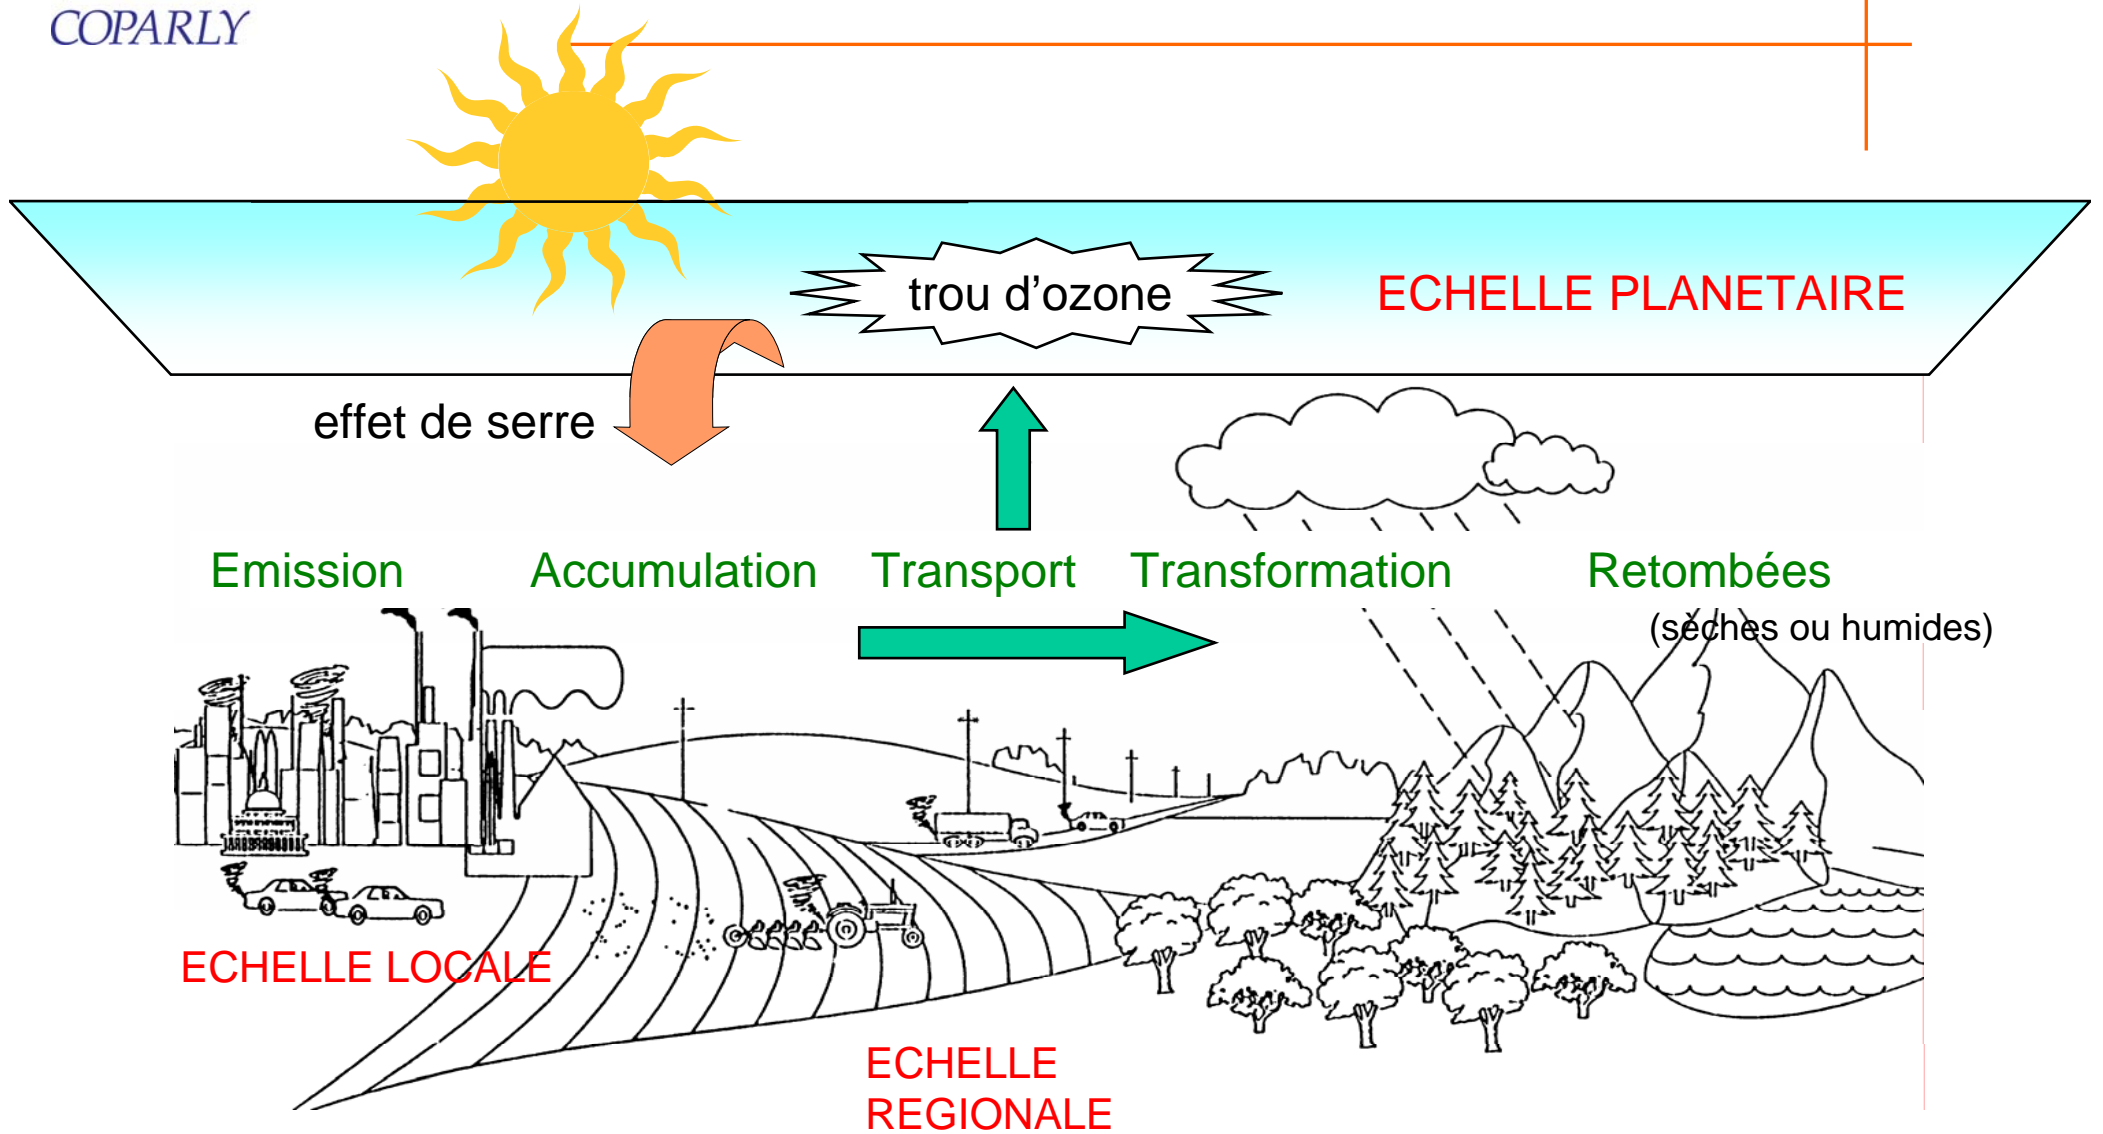 COPARLY
trou d'ozone
ECHELLE PLANETAIRE
effet de serre
Emission
Accumulation
Transport
Transformation
Retombées
(sèches ou humides)
ECHELLE LOCALE
ECHELLE
REGIONALE